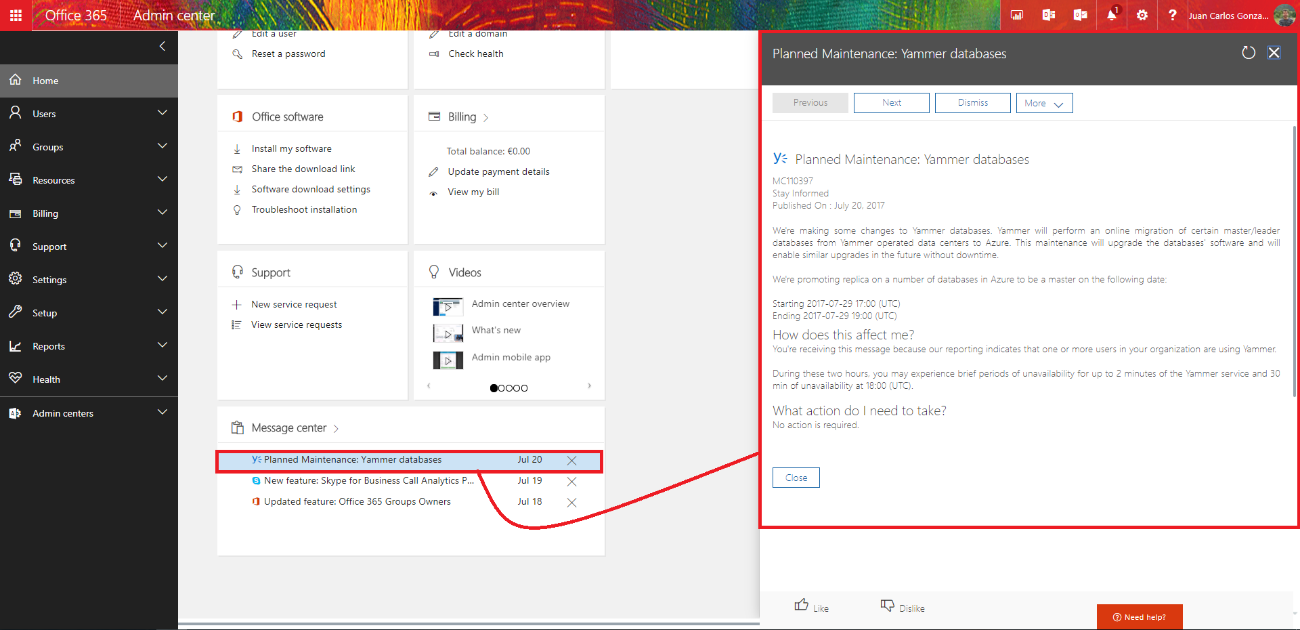 Office 365 Admin center
1
Juan Carlos Gonza...
Home
Users
Groups
Resources
Billing
Support
Settings
Setup
Reports
Health
Admin centers
Edit a user
Reset a password
Edit a domain
Check health
Office software
Install my software
Share the download link
Software download settings
Troubleshoot installation
Billing
Total balance: €0.00
Update payment details
View my bill
Support
New service request
View service requests
Videos
Admin center overview
What's new
Admin mobile app
Message center
Planned Maintenance: Yammer databases Jul 20
New feature: Skype for Business Call Analytics P... Jul 19
Updated feature: Office 365 Groups Owners Jul 18
Planned Maintenance: Yammer databases
Previous Next Dismiss More
Planned Maintenance: Yammer databases
MC110397
Stay Informed
Published On : July 20, 2017
We're making some changes to Yammer databases. Yammer will perform an online migration of certain master/leader
databases from Yammer operated data centers to Azure. This maintenance will upgrade the databases' software and will
enable similar upgrades in the future without downtime.
We're promoting replica on a number of databases in Azure to be a master on the following date:
Starting 2017-07-29 17:00 (UTC)
Ending 2017-07-29 19:00 (UTC)
How does this affect me?
You're receiving this message because our reporting indicates that one or more users in your organization are using Yammer.
During these two hours, you may experience brief periods of unavailability for up to 2 minutes of the Yammer service and 30
min of unavailability at 18:00 (UTC).
What action do I need to take?
No action is required.
Close
Like Dislike
Need help?